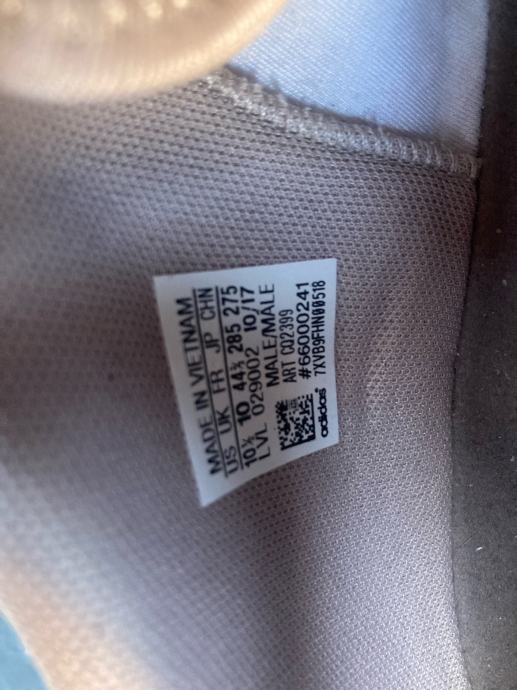 MADE IN VIETNAM
US UK FR JP CHN
10½ 10 44⅔ 285 275
LVL 029002 10/17
MALE/MALE
ART CQ2399
#66000241
7XVB9FHN00518
adidas